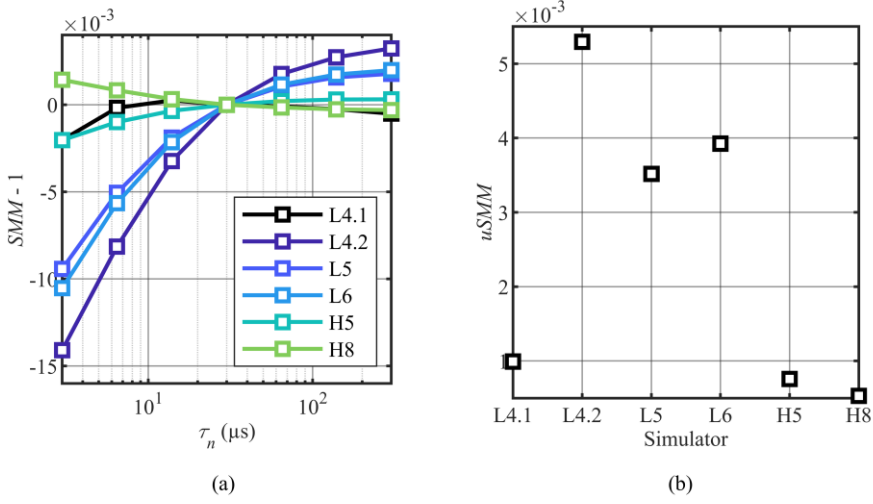 ×10⁻³
SMM - 1
0
-5
-10
-15
10¹
10²
τₙ (μs)
L4.1
L4.2
L5
L6
H5
H8
(a)
×10⁻³
uSMM
5
4
3
2
1
L4.1
L4.2
L5
L6
H5
H8
Simulator
(b)